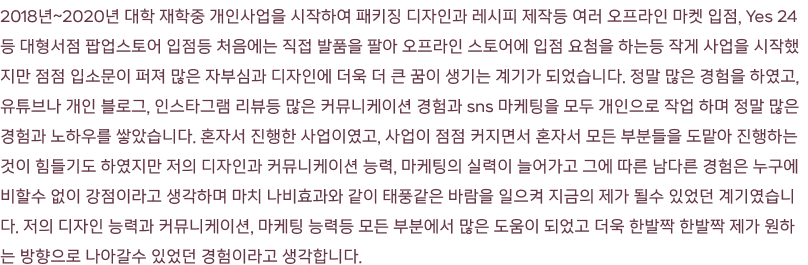 2018년~2020년 대학 재학중 개인사업을 시작하여 패키징 디자인과 레시피 제작등 여러 오프라인 마켓 입점, Yes 24
등 대형서점 팝업스토어 입점등 처음에는 직접 발품을 팔아 오프라인 스토어에 입점 요청을 하는등 작게 사업을 시작했
지만 점점 입소문이 퍼져 많은 자부심과 디자인에 더욱 더 큰 꿈이 생기는 계기가 되었습니다. 정말 많은 경험을 하였고,
유튜브나 개인 블로그, 인스타그램 리뷰등 많은 커뮤니케이션 경험과 sns 마케팅을 모두 개인으로 작업 하며 정말 많은
경험과 노하우를 쌓았습니다. 혼자서 진행한 사업이였고, 사업이 점점 커지면서 혼자서 모든 부분들을 도맡아 진행하는
것이 힘들기도 하였지만 저의 디자인과 커뮤니케이션 능력, 마케팅의 실력이 늘어가고 그에 따른 남다른 경험은 누구에
비할수 없이 강점이라고 생각하며 마치 나비효과와 같이 태풍같은 바람을 일으켜 지금의 제가 될수 있었던 계기였습니
다. 저의 디자인 능력과 커뮤니케이션, 마케팅 능력등 모든 부분에서 많은 도움이 되었고 더욱 한발짝 한발짝 제가 원하
는 방향으로 나아갈수 있었던 경험이라고 생각합니다.